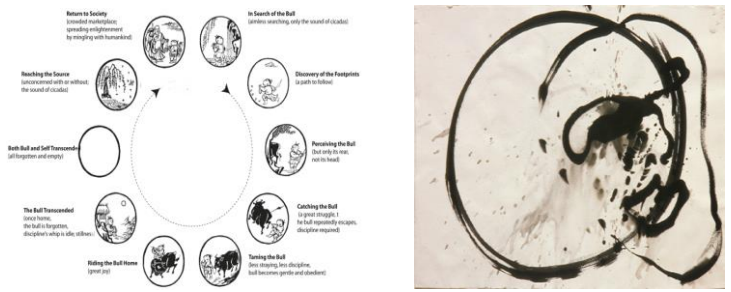 In Search of the Bull
(aimless searching, only the sound of cicadas)
Discovery of the Footprints
(a path to follow)
Perceiving the Bull
(but only its rear,
not its head)
Catching the Bull
(a great struggle, t
he bull repeatedly escapes,
discipline required)
Taming the Bull
(less straying, less discipline,
bull becomes gentle and obedient)
Riding the Bull Home
(great joy)
The Bull Transcended
(once home,
the bull is forgotten,
discipline's whip is idle;
Both Bull and Self Transcended
(all forgotten and empty)
Reaching the Source
(unconcerned with or without;
the sound of cicadas)
Return to Society
(crowded marketplace;
spreading enlightenment
by mingling with humankind)